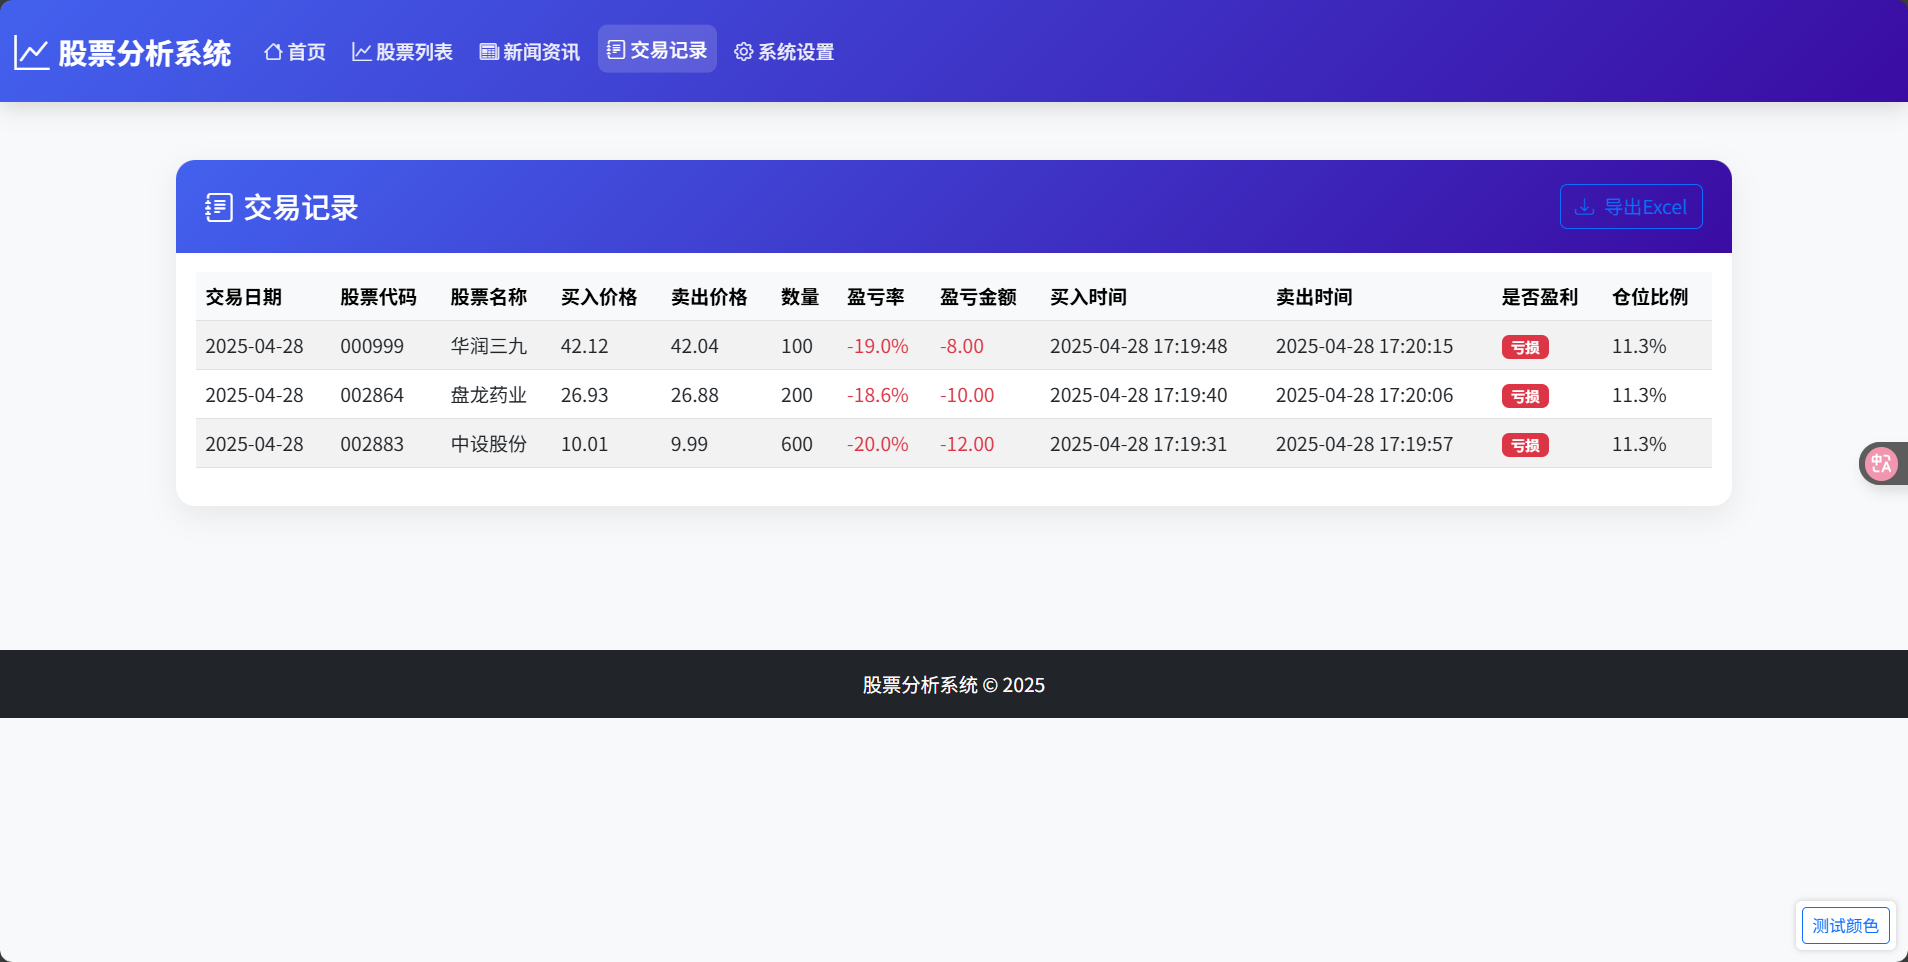 股票分析系统 首页 股票列表 新闻资讯 交易记录 系统设置
交易记录 导出Excel
交易日期 股票代码 股票名称 买入价格 卖出价格 数量 盈亏率 盈亏金额 买入时间 卖出时间 是否盈利 仓位比例
2025-04-28 000999 华润三九 42.12 42.04 100 -19.0% -8.00 2025-04-28 17:19:48 2025-04-28 17:20:15 亏损 11.3%
2025-04-28 002864 盘龙药业 26.93 26.88 200 -18.6% -10.00 2025-04-28 17:19:40 2025-04-28 17:20:06 亏损 11.3%
2025-04-28 002883 中设股份 10.01 9.99 600 -20.0% -12.00 2025-04-28 17:19:31 2025-04-28 17:19:57 亏损 11.3%
中A
股票分析系统 © 2025
测试颜色